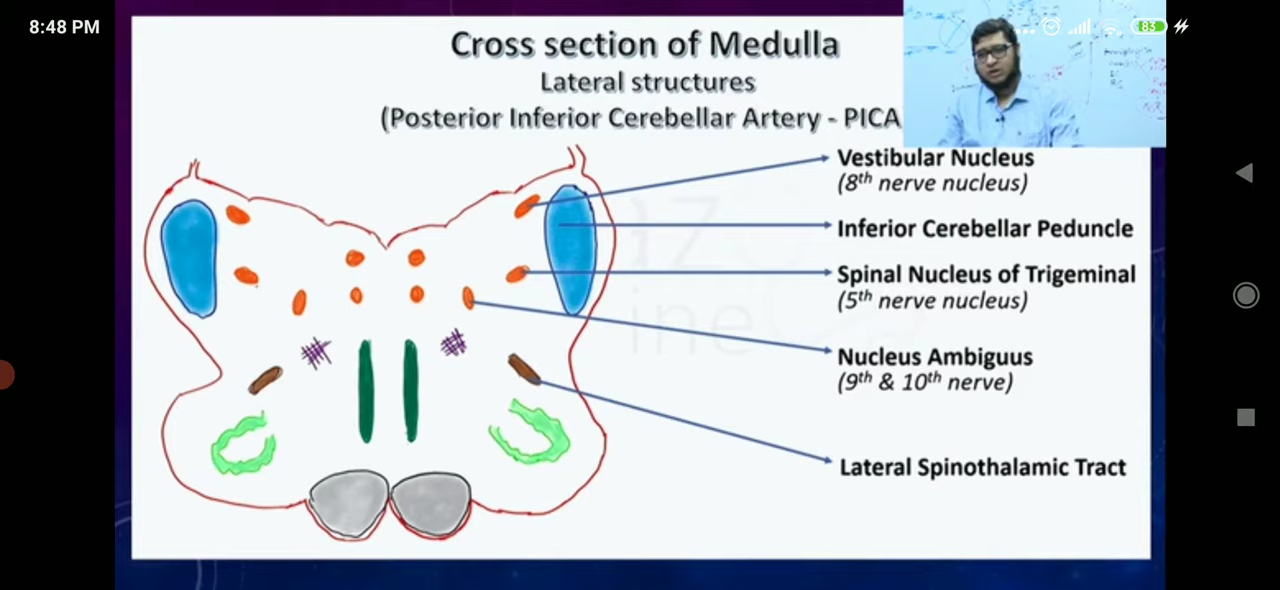 8:48 PM
83
Cross section of Medulla
Lateral structures
(Posterior Inferior Cerebellar Artery - PICA
Vestibular Nucleus
(8th nerve nucleus)
Inferior Cerebellar Peduncle
Spinal Nucleus of Trigeminal
(5th nerve nucleus)
Nucleus Ambiguus
(9th & 10th nerve)
Lateral Spinothalamic Tract